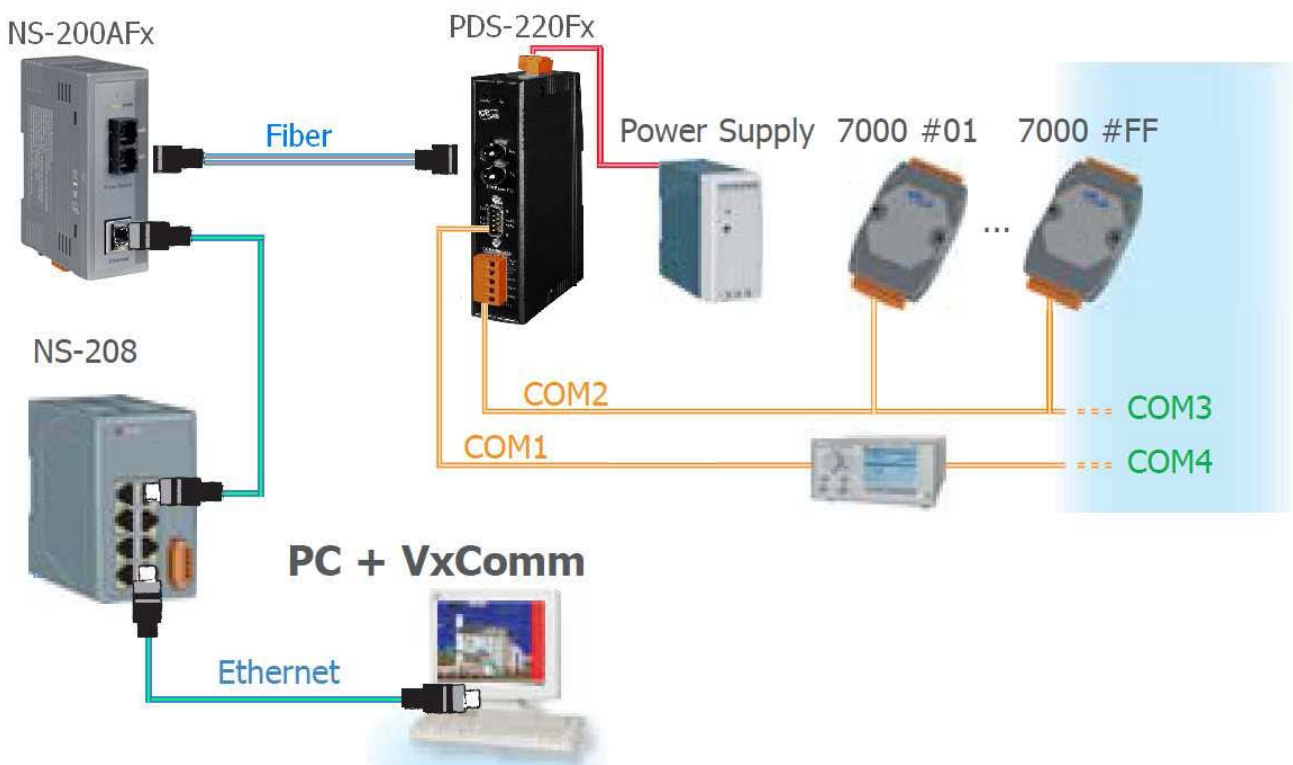 NS-200AFx
PDS-220Fx
Fiber
Power Supply
7000 #01
...
7000 #FF
NS-208
COM2
COM3
COM1
COM4
PC + VxComm
Ethernet